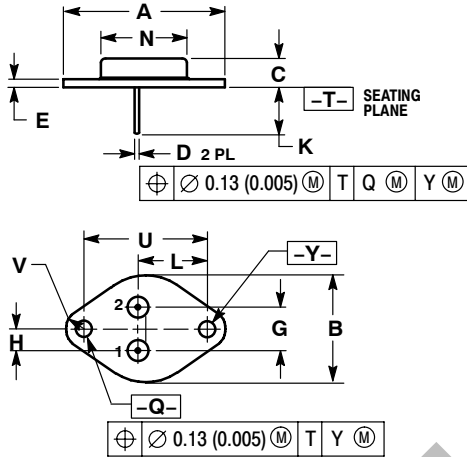 A
N
C
E
–T– SEATING PLANE
K
D 2 PL
⌖ ∅ 0.13 (0.005) Ⓜ T Q Ⓜ Y Ⓜ
U
L
–Y–
V
2
H
G
B
1
–Q–
⌖ ∅ 0.13 (0.005) Ⓜ T Y Ⓜ